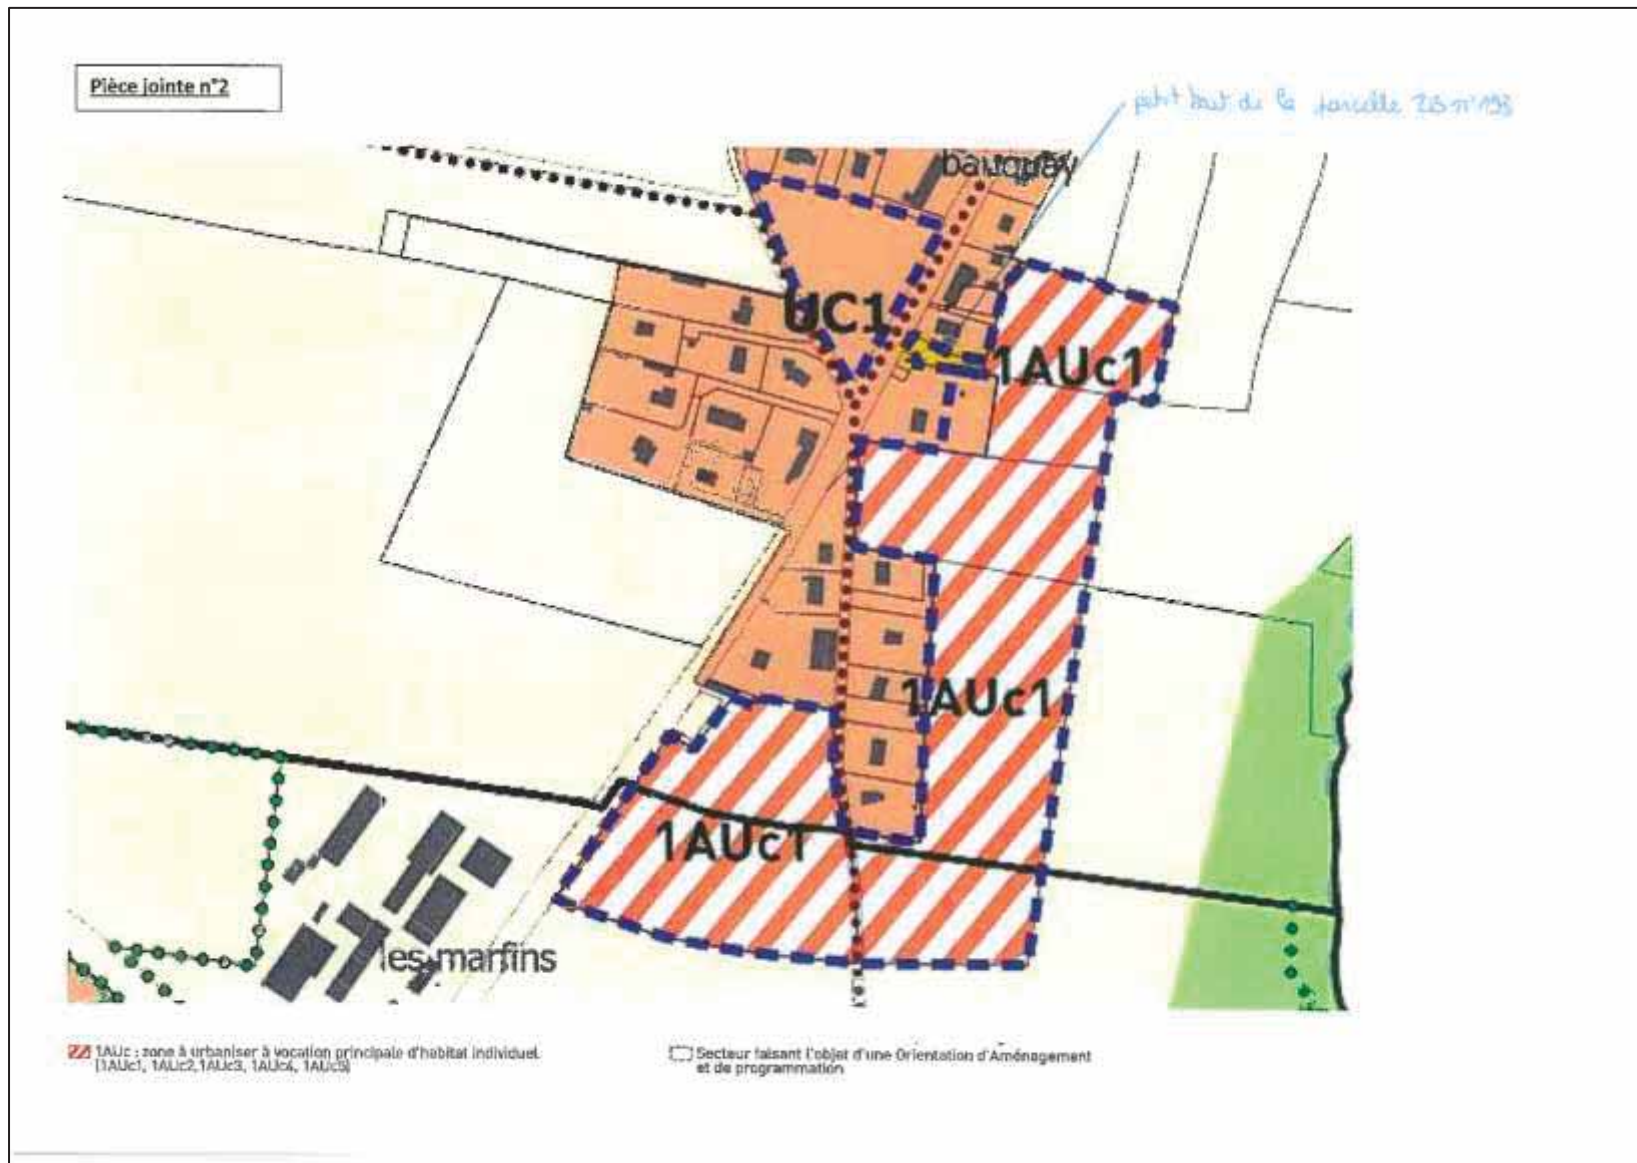 Pièce jointe n°2
petit bout de la parcelle ZB n°193
bauquay
UC1
1AUc1
1AUc1
1AUc1
les marfins
1AUc : zone à urbaniser à vocation principale d'habitat individuel
(1AUc1, 1AUc2,1AUc3, 1AUc4, 1AUc5)
Secteur faisant l'objet d'une Orientation d'Aménagement
et de programmation